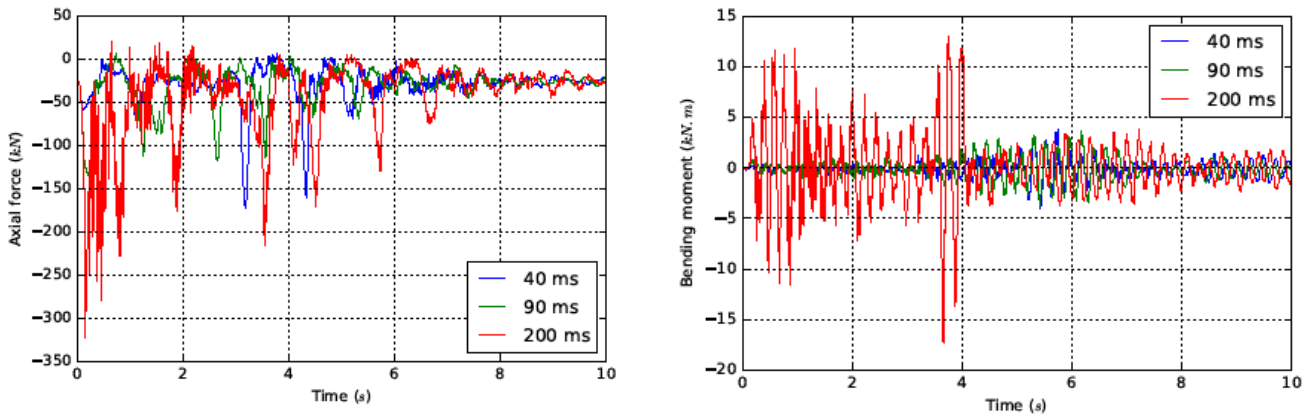 50
0
−50
−100
−150
−200
−250
−300
−350
Axial force (kN)
0 2 4 6 8 10
Time (s)
40 ms
90 ms
200 ms
15
10
5
0
−5
−10
−15
−20
Bending moment (kN. m)
0 2 4 6 8 10
Time (s)
40 ms
90 ms
200 ms